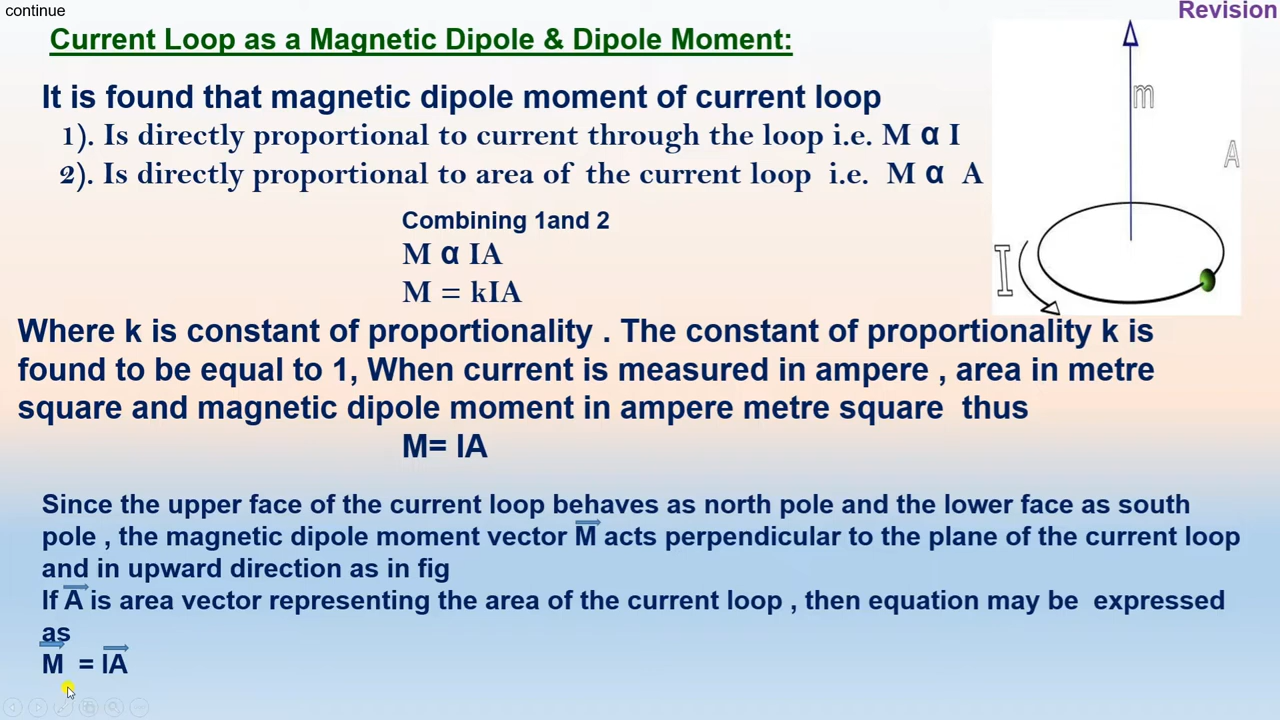 continue
Revision
Current Loop as a Magnetic Dipole & Dipole Moment:
It is found that magnetic dipole moment of current loop
1). Is directly proportional to current through the loop i.e. M α I
2). Is directly proportional to area of the current loop i.e. M α A
m
A
I
Combining 1and 2
M α IA
M = kIA
Where k is constant of proportionality . The constant of proportionality k is
found to be equal to 1, When current is measured in ampere , area in metre
square and magnetic dipole moment in ampere metre square thus
M= IA
Since the upper face of the current loop behaves as north pole and the lower face as south
pole , the magnetic dipole moment vector M acts perpendicular to the plane of the current loop
and in upward direction as in fig
If A is area vector representing the area of the current loop , then equation may be expressed
as
M = IA